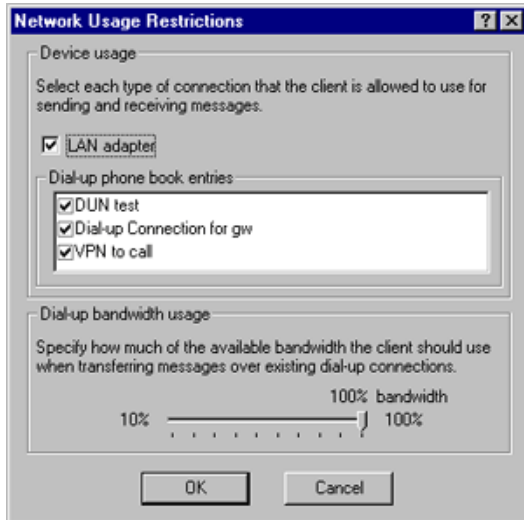 Network Usage Restrictions
Device usage
Select each type of connection that the client is allowed to use for
sending and receiving messages.
LAN adapter
Dial-up phone book entries
DUN test
Dial-up Connection for gw
VPN to call
Dial-up bandwidth usage
Specify how much of the available bandwidth the client should use
when transferring messages over existing dial-up connections.
100% bandwidth
10% 100%
OK Cancel